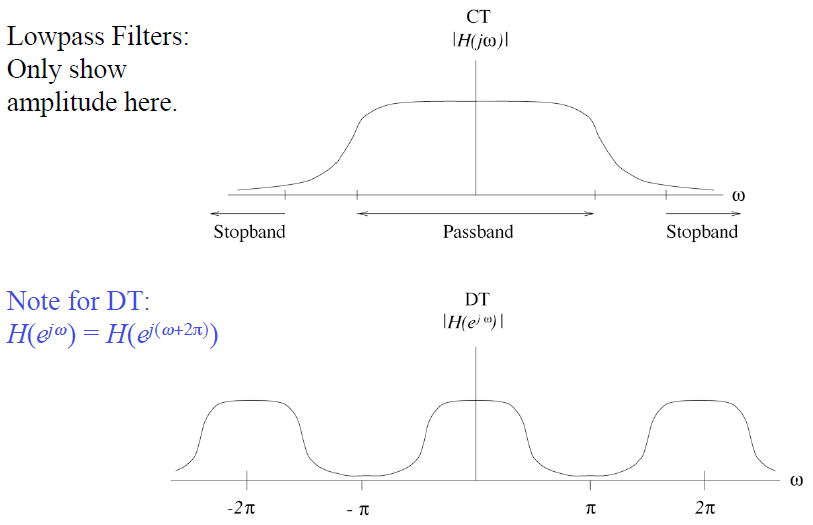 Lowpass Filters:
Only show
amplitude here.
CT
|H(jω)|
ω
Stopband
Passband
Stopband
Note for DT:
H(e^{jω}) = H(e^{j(ω+2π)})
DT
|H(e^{j ω})|
ω
-2π
- π
π
2π